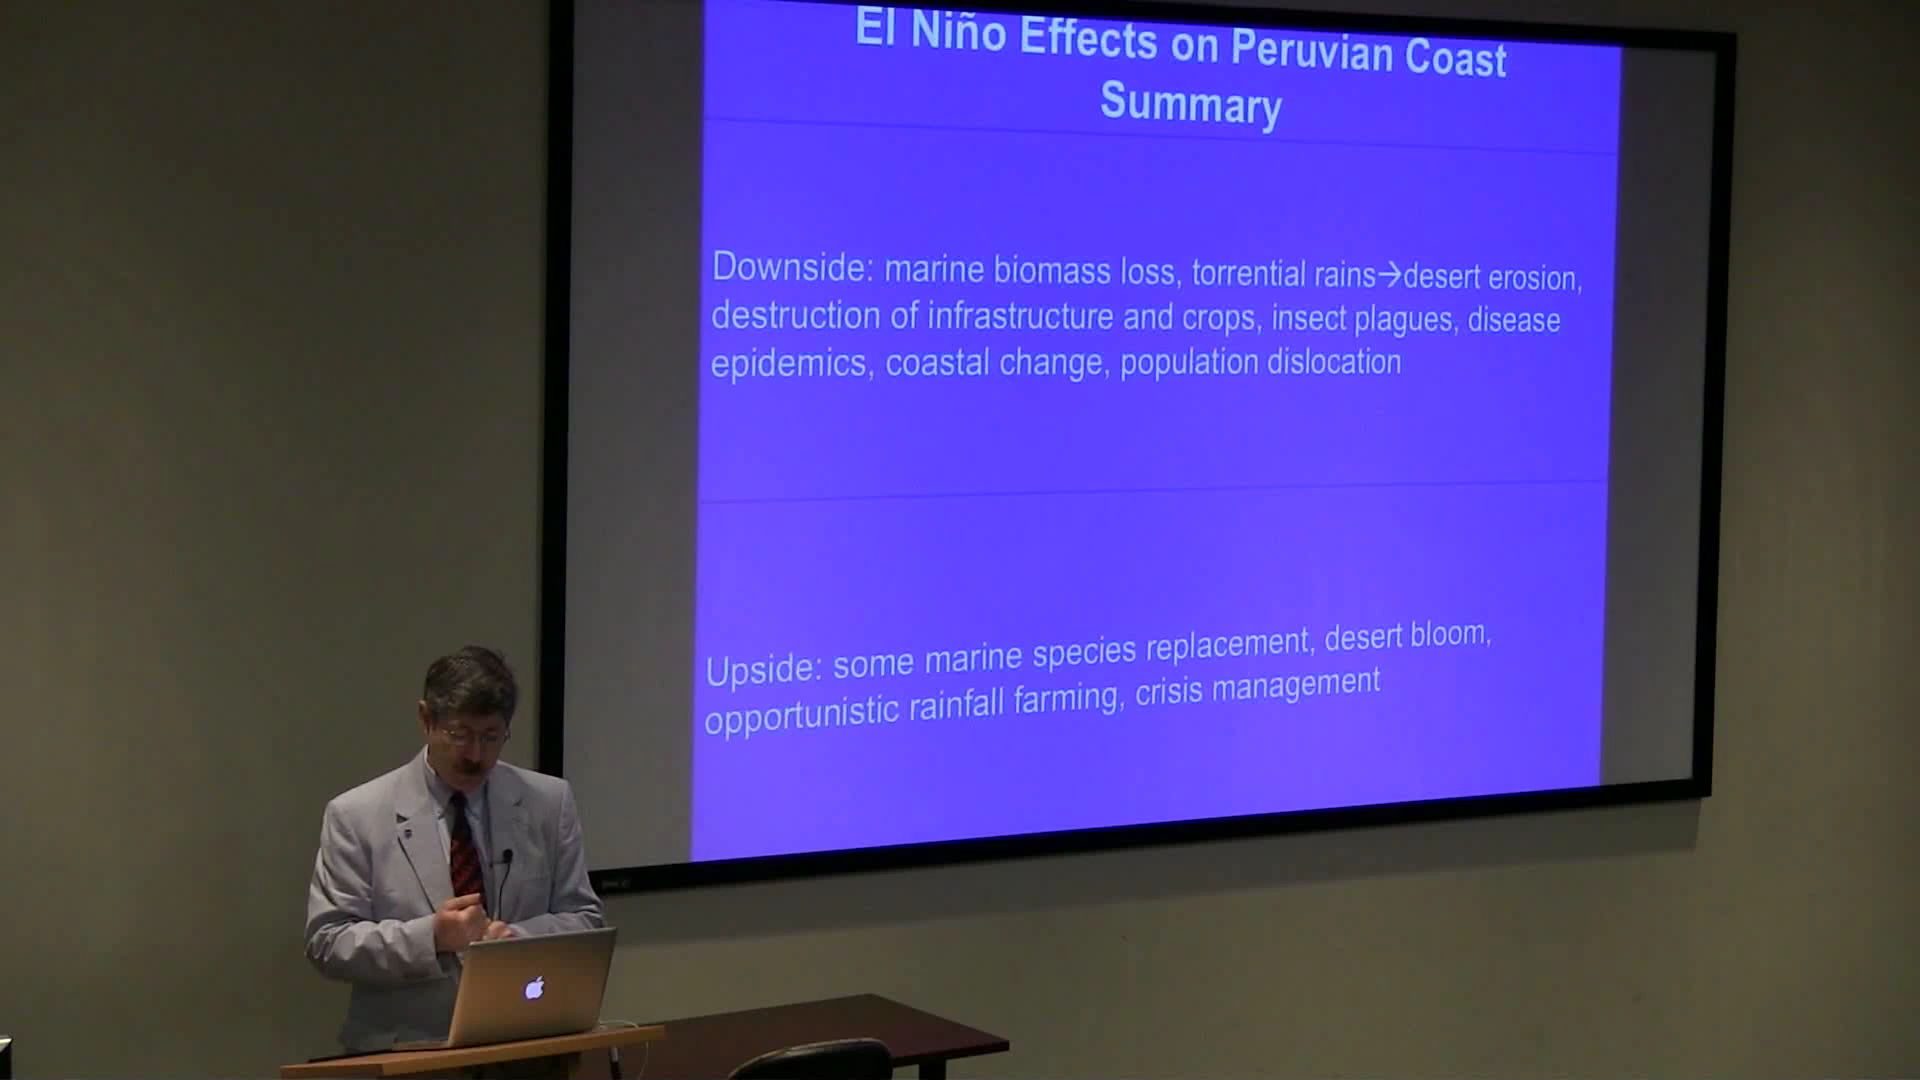 El Niño Effects on Peruvian Coast
Summary
Downside: marine biomass loss, torrential rains→desert erosion,
destruction of infrastructure and crops, insect plagues, disease
epidemics, coastal change, population dislocation
Upside: some marine species replacement, desert bloom,
opportunistic rainfall farming, crisis management